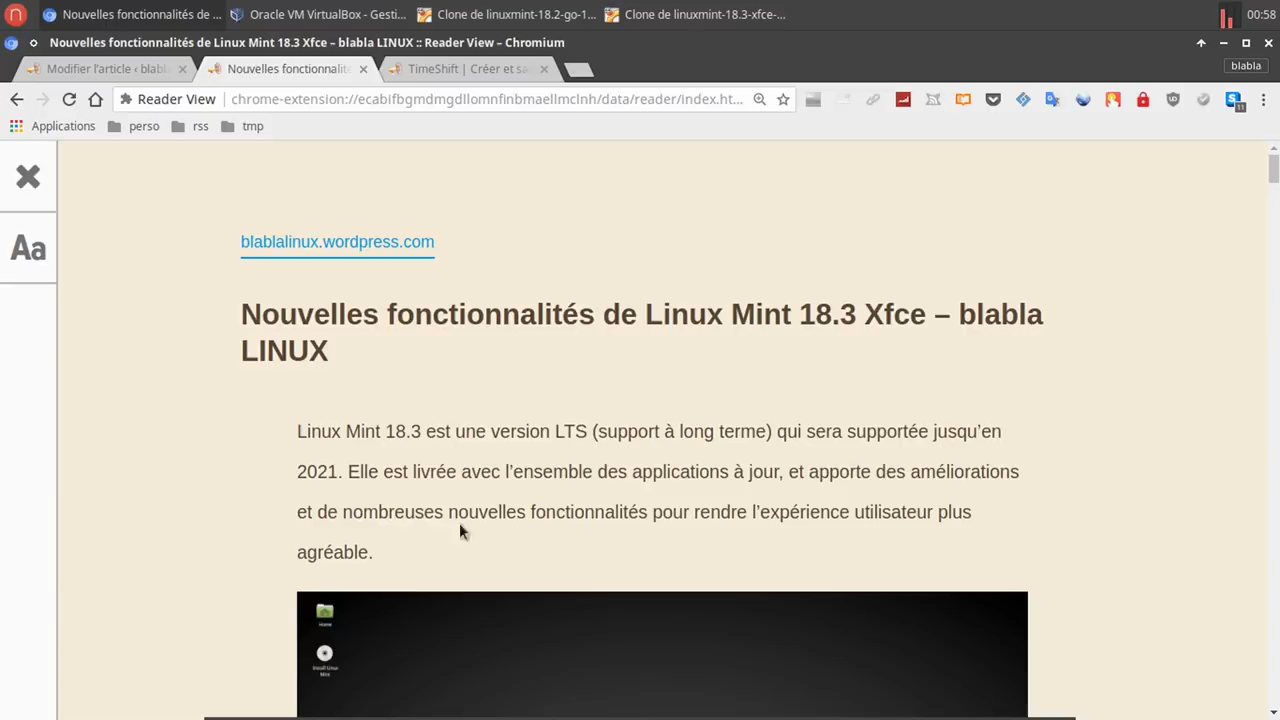 Nouvelles fonctionnalités de ...
Oracle VM VirtualBox - Gesti...
Clone de linuxmint-18.2-go-1...
Clone de linuxmint-18.3-xfce-...
00:58
Nouvelles fonctionnalités de Linux Mint 18.3 Xfce – blabla LINUX :: Reader View – Chromium
Modifier l'article ‹ blabl
Nouvelles fonctionnalité
TimeShift | Créer et sa
blabla
Reader View
chrome-extension://ecabifbgmdmgdllomnfinbmaellmclnh/data/reader/index.ht...
11
Applications
perso
rss
tmp
Aa
blablalinux.wordpress.com
Nouvelles fonctionnalités de Linux Mint 18.3 Xfce – blabla
LINUX
Linux Mint 18.3 est une version LTS (support à long terme) qui sera supportée jusqu’en
2021. Elle est livrée avec l’ensemble des applications à jour, et apporte des améliorations
et de nombreuses nouvelles fonctionnalités pour rendre l’expérience utilisateur plus
agréable.
Home
Install Linux
Mint